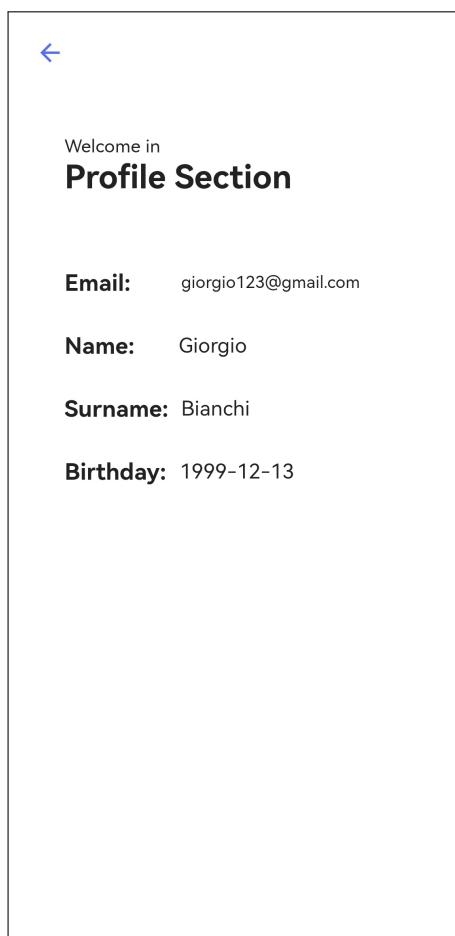 Welcome in
Profile Section
Email: giorgio123@gmail.com
Name: Giorgio
Surname: Bianchi
Birthday: 1999-12-13